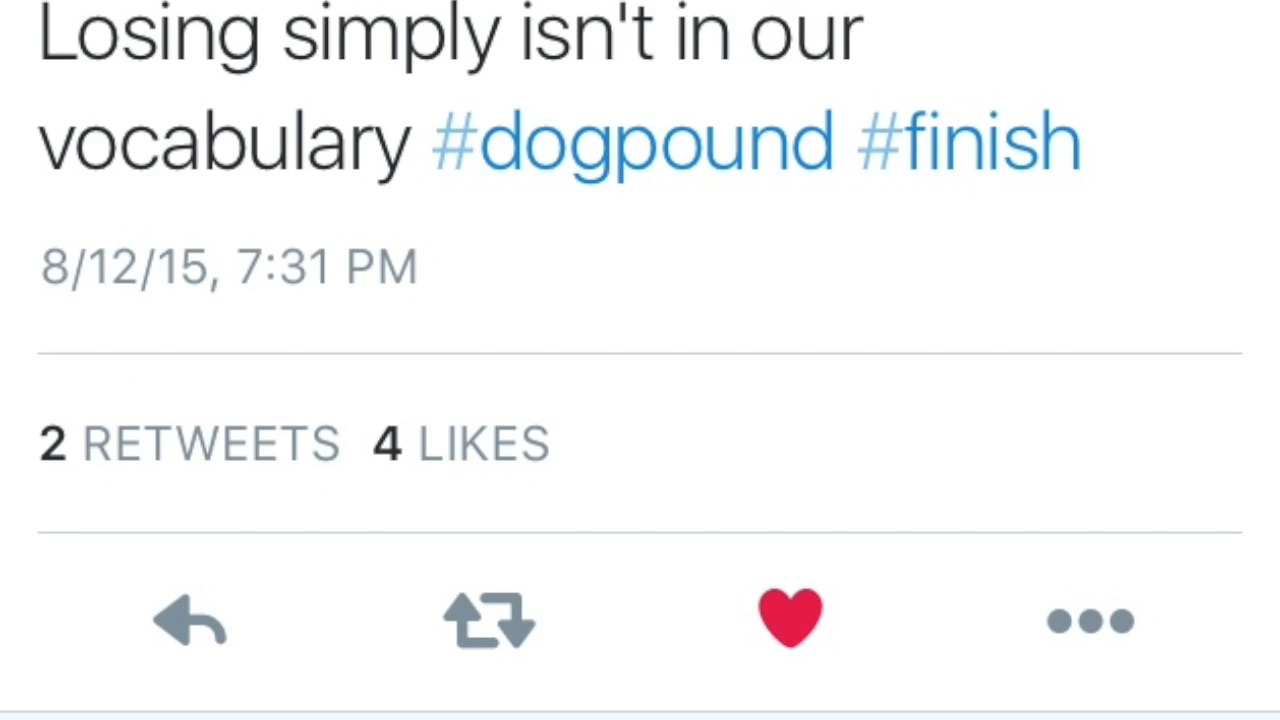 Losing simply isn't in our
vocabulary #dogpound #finish
8/12/15, 7:31 PM
2 RETWEETS 4 LIKES